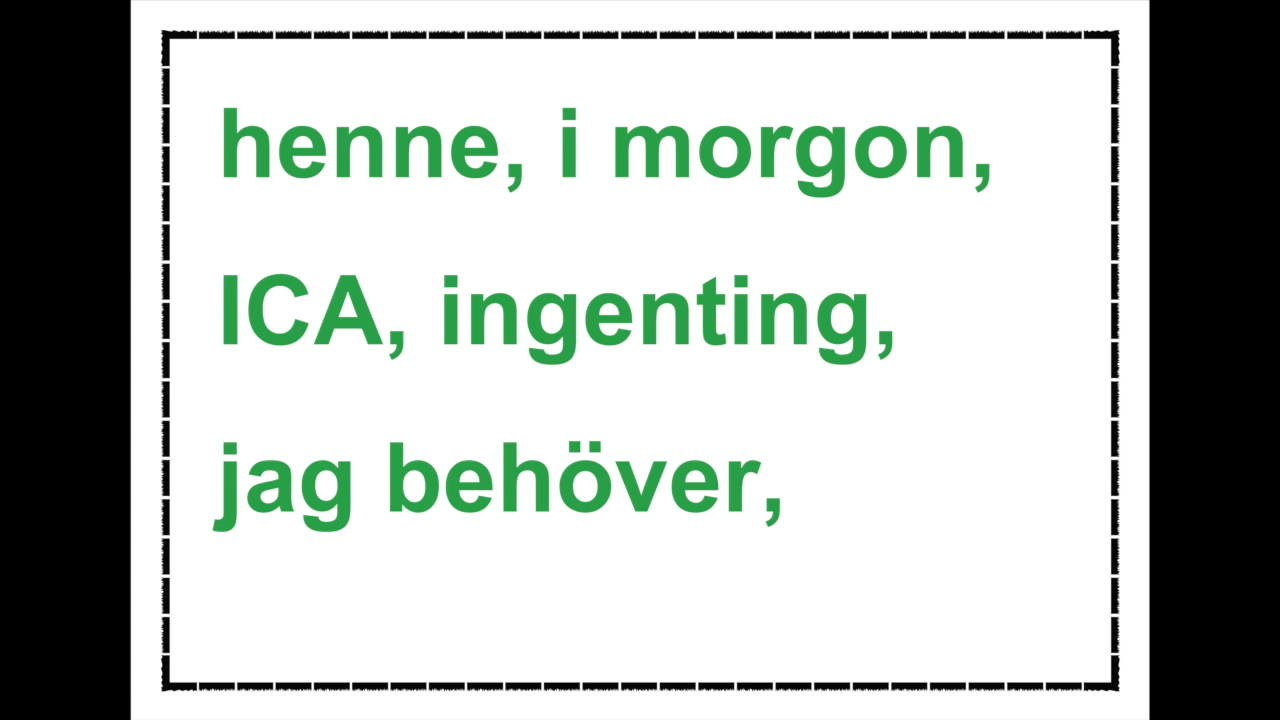 henne, i morgon,
ICA, ingenting,
jag behöver,